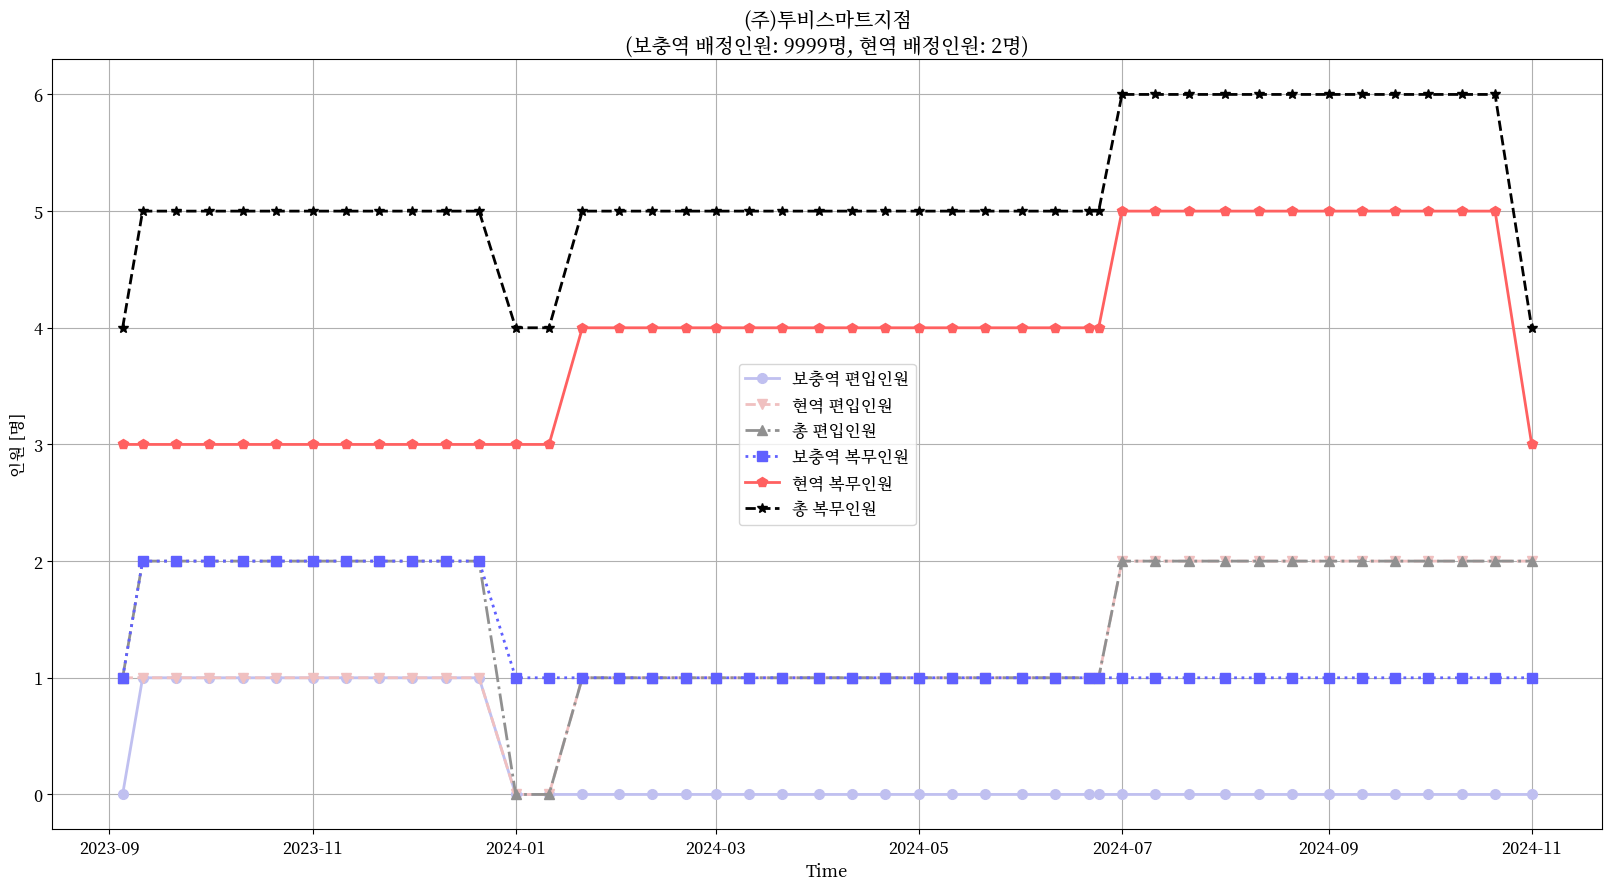 (주)투비스마트지점
(보충역 배정인원: 9999명, 현역 배정인원: 2명)
인원 [명]
6
5
4
3
2
1
0
보충역 편입인원
현역 편입인원
총 편입인원
보충역 복무인원
현역 복무인원
총 복무인원
2023-09 2023-11 2024-01 2024-03 2024-05 2024-07 2024-09 2024-11
Time